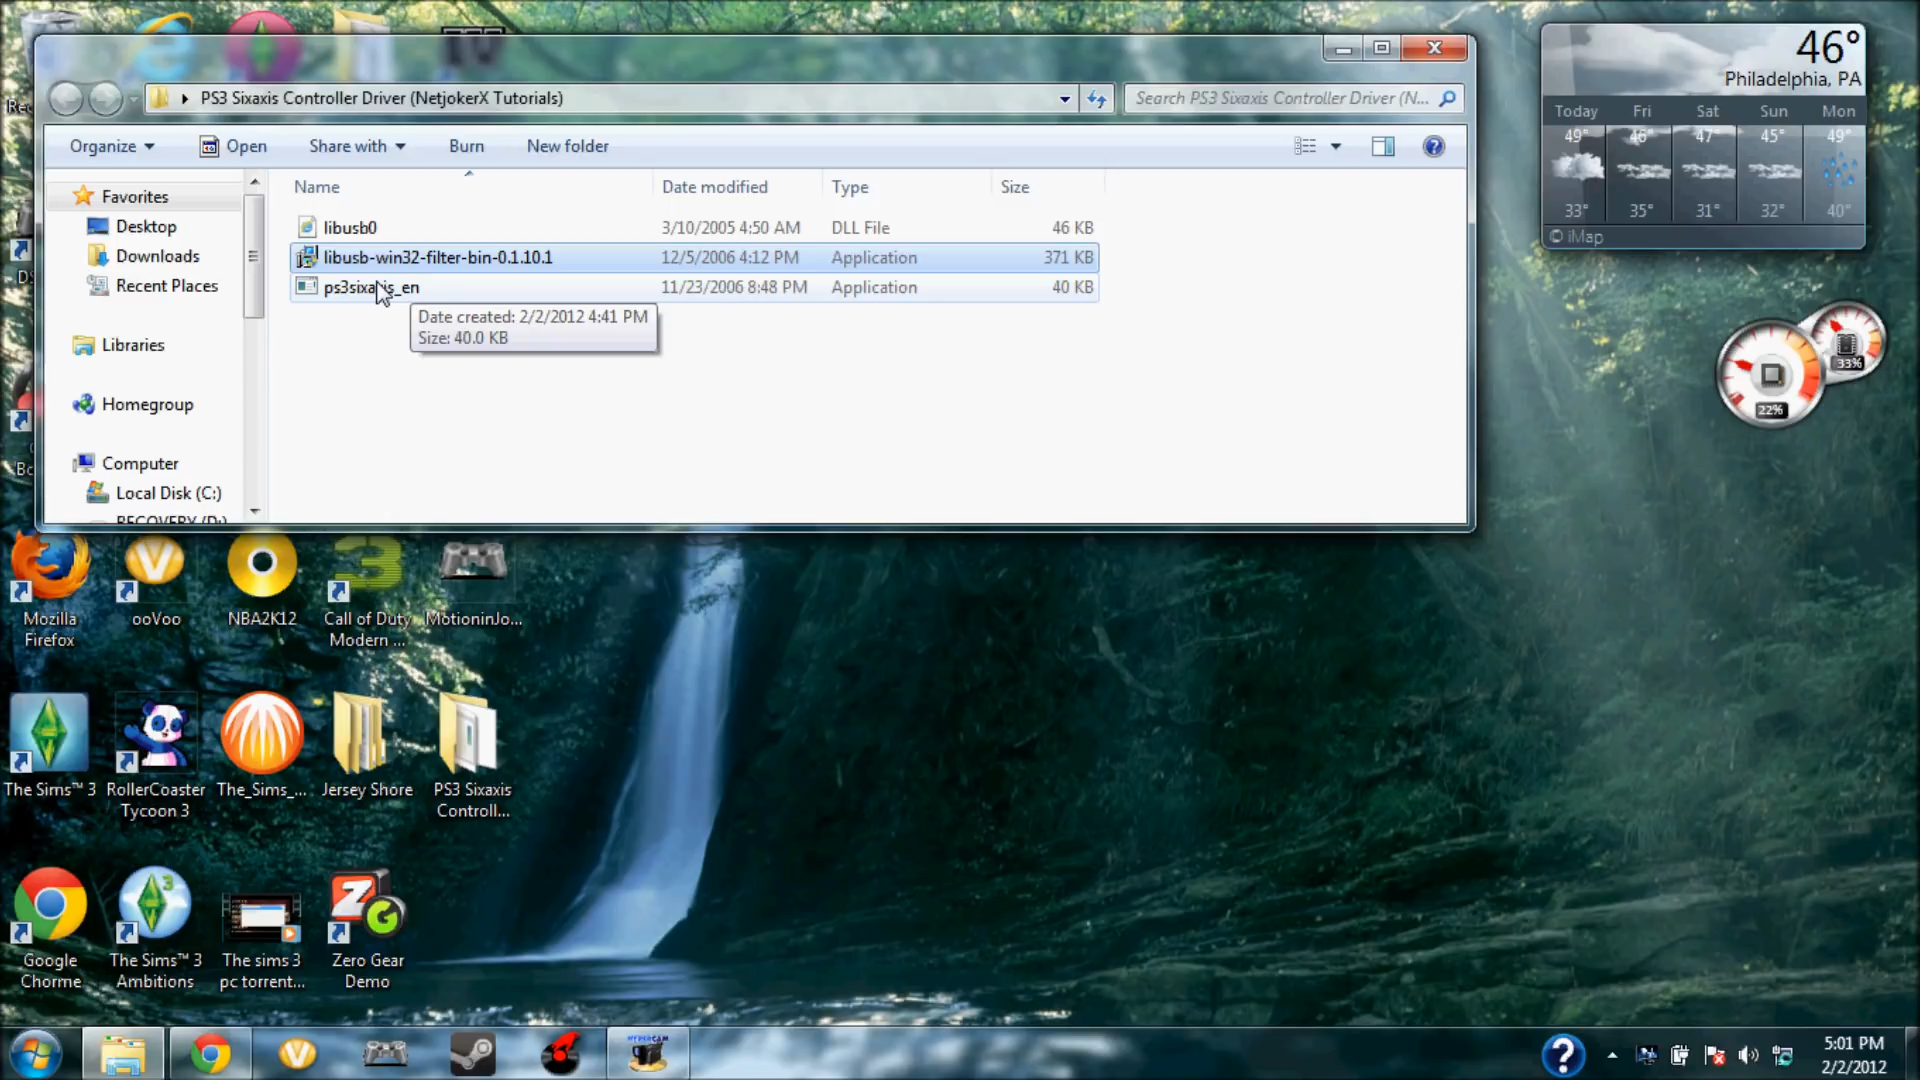 PS3 Sixaxis Controller Driver (NetjokerX Tutorials)
Search PS3 Sixaxis Controller Driver (N...
Organize
Open
Share with
Burn
New folder
Name
Date modified
Type
Size
libusb0
3/10/2005 4:50 AM
DLL File
46 KB
libusb-win32-filter-bin-0.1.10.1
12/5/2006 4:12 PM
Application
371 KB
ps3sixaxis_en
11/23/2006 8:48 PM
Application
40 KB
Date created: 2/2/2012 4:41 PM
Size: 40.0 KB
Favorites
Desktop
Downloads
Recent Places
Libraries
Homegroup
Computer
Local Disk (C:)
RECOVERY (D:)
46°
Philadelphia, PA
Today
Fri
Sat
Sun
Mon
49°
46°
47°
45°
49°
33°
35°
31°
32°
40°
© iMap
33%
22%
Mozilla
Firefox
ooVoo
NBA2K12
Call of Duty
Modern ...
MotioninJo...
The Sims™ 3
RollerCoaster
Tycoon 3
The_Sims_...
Jersey Shore
PS3 Sixaxis
Controll...
Google
Chorme
The Sims™ 3
Ambitions
The sims 3
pc torrent...
Zero Gear
Demo
HYPERCAM
5:01 PM
2/2/2012